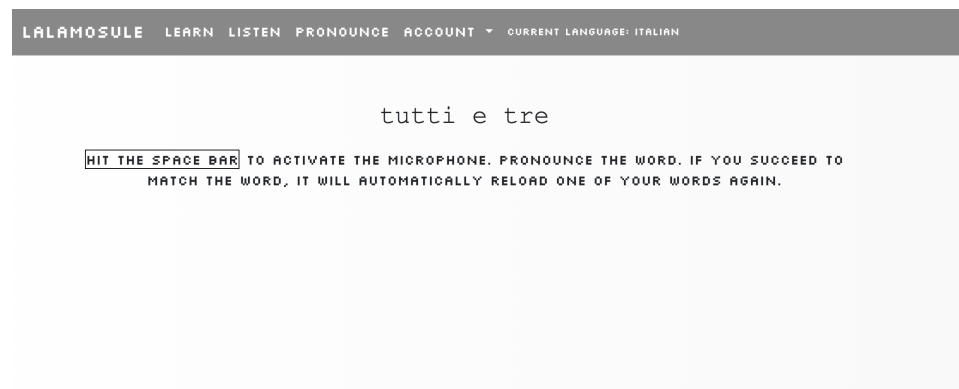 LALAMOSULE LEARN LISTEN PRONOUNCE ACCOUNT CURRENT LANGUAGE: ITALIAN
tutti e tre
HIT THE SPACE BAR TO ACTIVATE THE MICROPHONE. PRONOUNCE THE WORD. IF YOU SUCCEED TO
MATCH THE WORD, IT WILL AUTOMATICALLY RELOAD ONE OF YOUR WORDS AGAIN.